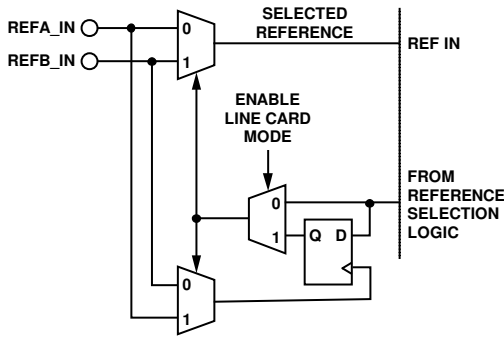 REFA_IN
REFB_IN
0
1
SELECTED
REFERENCE
REF IN
ENABLE
LINE CARD
MODE
0
1
Q D
FROM
REFERENCE
SELECTION
LOGIC
0
1